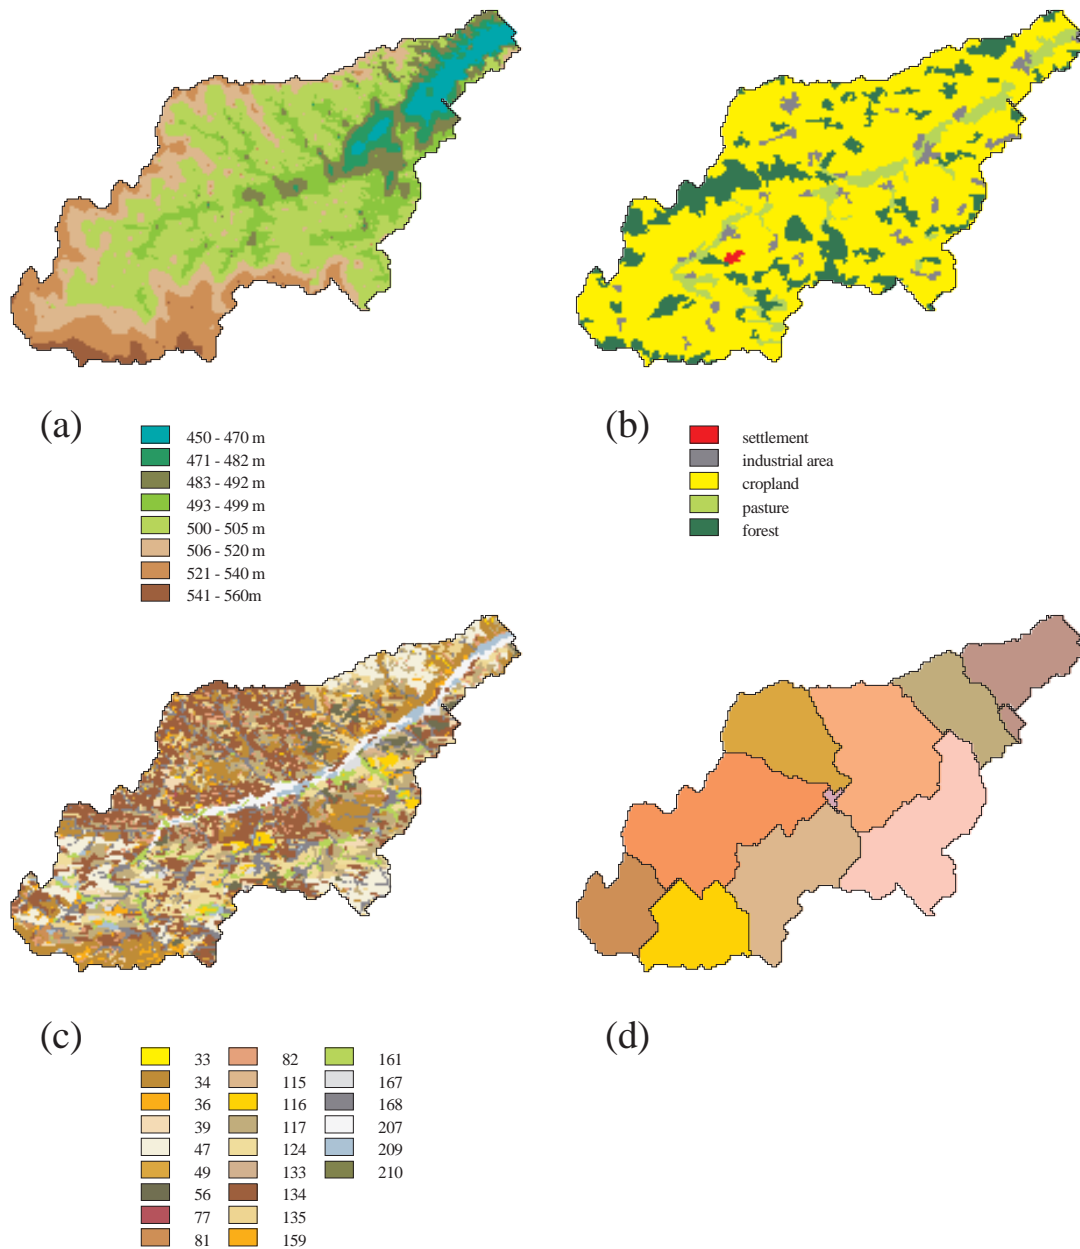 (a)
450 - 470 m
471 - 482 m
483 - 492 m
493 - 499 m
500 - 505 m
506 - 520 m
521 - 540 m
541 - 560m
(b)
settlement
industrial area
cropland
pasture
forest
(c)
33 82 161
34 115 167
36 116 168
39 117 207
47 124 209
49 133 210
56 134
77 135
81 159
(d)